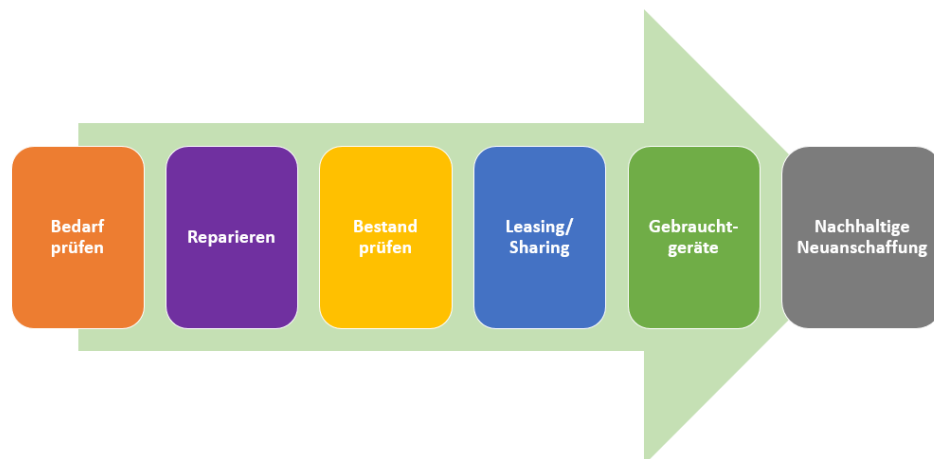 Bedarf
prüfen
Reparieren
Bestand
prüfen
Leasing/
Sharing
Gebraucht-
geräte
Nachhaltige
Neuanschaffung